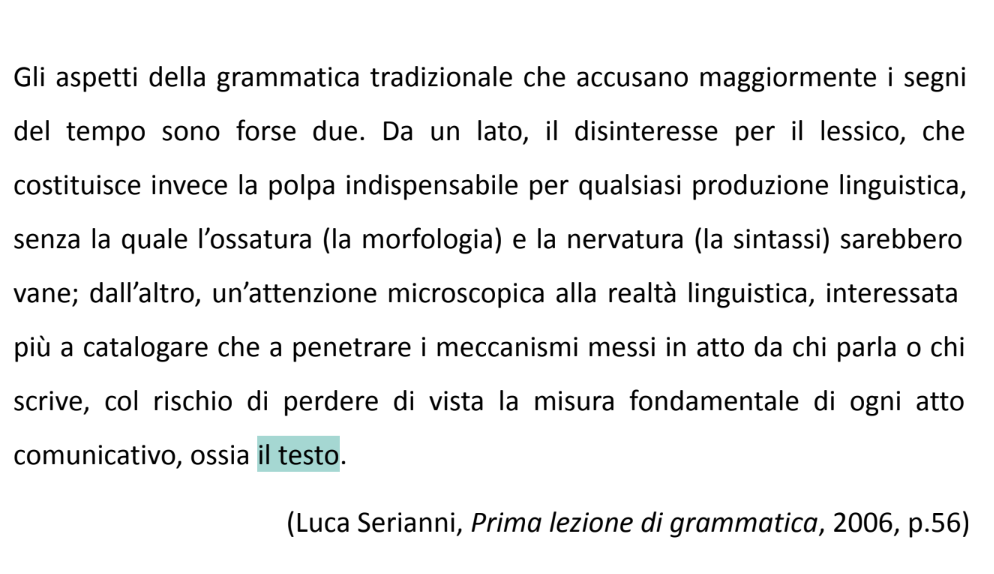 Gli aspetti della grammatica tradizionale che accusano maggiormente i segni
del tempo sono forse due. Da un lato, il disinteresse per il lessico, che
costituisce invece la polpa indispensabile per qualsiasi produzione linguistica,
senza la quale l’ossatura (la morfologia) e la nervatura (la sintassi) sarebbero
vane; dall’altro, un’attenzione microscopica alla realtà linguistica, interessata
più a catalogare che a penetrare i meccanismi messi in atto da chi parla o chi
scrive, col rischio di perdere di vista la misura fondamentale di ogni atto
comunicativo, ossia il testo.
(Luca Serianni, Prima lezione di grammatica, 2006, p.56)